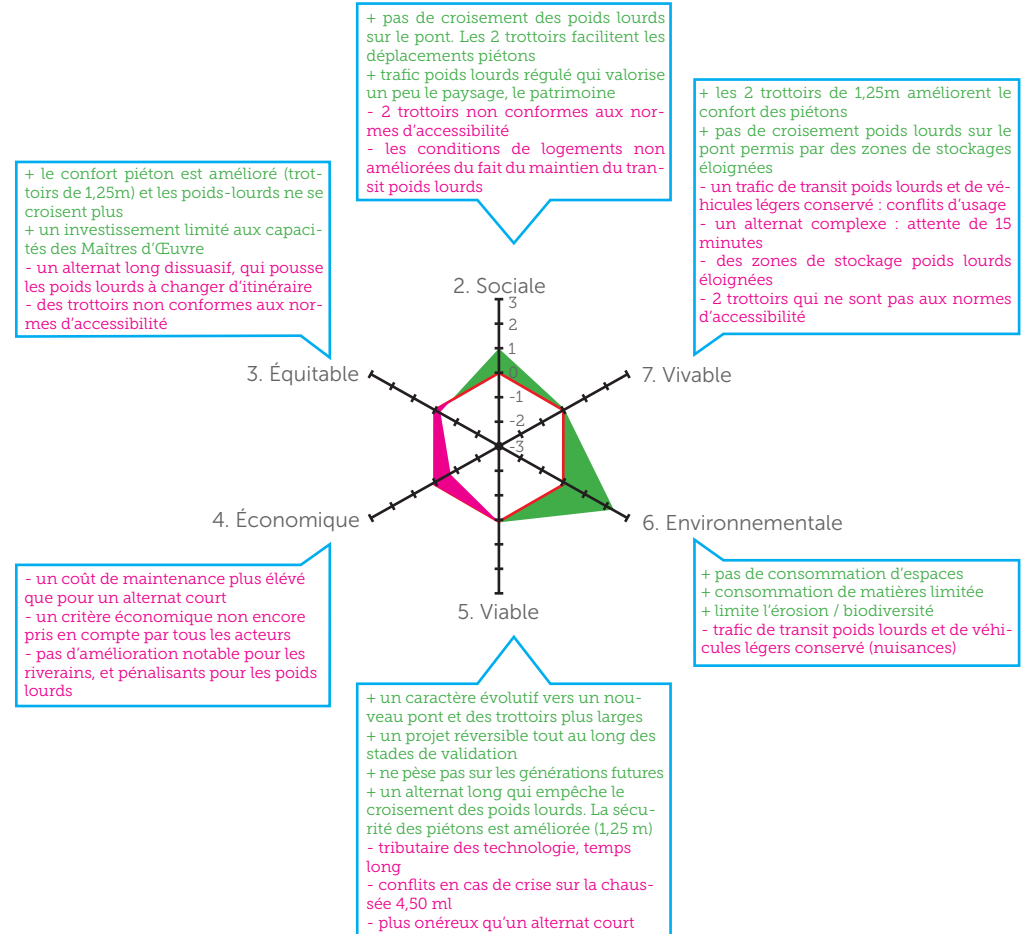 + pas de croisement des poids lourds
sur le pont. Les 2 trottoirs facilitent les
déplacements piétons
+ trafic poids lourds régulé qui valorise
un peu le paysage, le patrimoine
- 2 trottoirs non conformes aux nor-
mes d’accessibilité
- les conditions de logements non
améliorées du fait du maintien du tran-
sit poids lourds
+ les 2 trottoirs de 1,25m améliorent le
confort des piétons
+ pas de croisement poids lourds sur le
pont permis par des zones de stockages
éloignées
- un trafic de transit poids lourds et de vé-
hicules légers conservé : conflits d’usage
- un alternat complexe : attente de 15
minutes
- des zones de stockage poids lourds
éloignées
- 2 trottoirs qui ne sont pas aux normes
d’accessibilité
+ le confort piéton est amélioré (trot-
toirs de 1,25m) et les poids-lourds ne se
croisent plus
+ un investissement limité aux capaci-
tés des Maîtres d’Œuvre
- un alternat long dissuasif, qui pousse
les poids lourds à changer d’itinéraire
- des trottoirs non conformes aux nor-
mes d’accessibilité
2. Sociale
3
2
1
0
-1
-2
-3
3. Équitable
7. Vivable
4. Économique
6. Environnementale
5. Viable
- un coût de maintenance plus élévé
que pour un alternat court
- un critère économique non encore
pris en compte par tous les acteurs
- pas d’amélioration notable pour les
riverains, et pénalisants pour les poids
lourds
+ pas de consommation d’espaces
+ consommation de matières limitée
+ limite l’érosion / biodiversité
- trafic de transit poids lourds et de véhi-
cules légers conservé (nuisances)
+ un caractère évolutif vers un nou-
veau pont et des trottoirs plus larges
+ un projet réversible tout au long des
stades de validation
+ ne pèse pas sur les générations futures
+ un alternat long qui empêche le
croisement des poids lourds. La sécu-
rité des piétons est améliorée (1,25 m)
- tributaire des technologie, temps
long
- conflits en cas de crise sur la chaus-
sée 4,50 ml
- plus onéreux qu’un alternat court